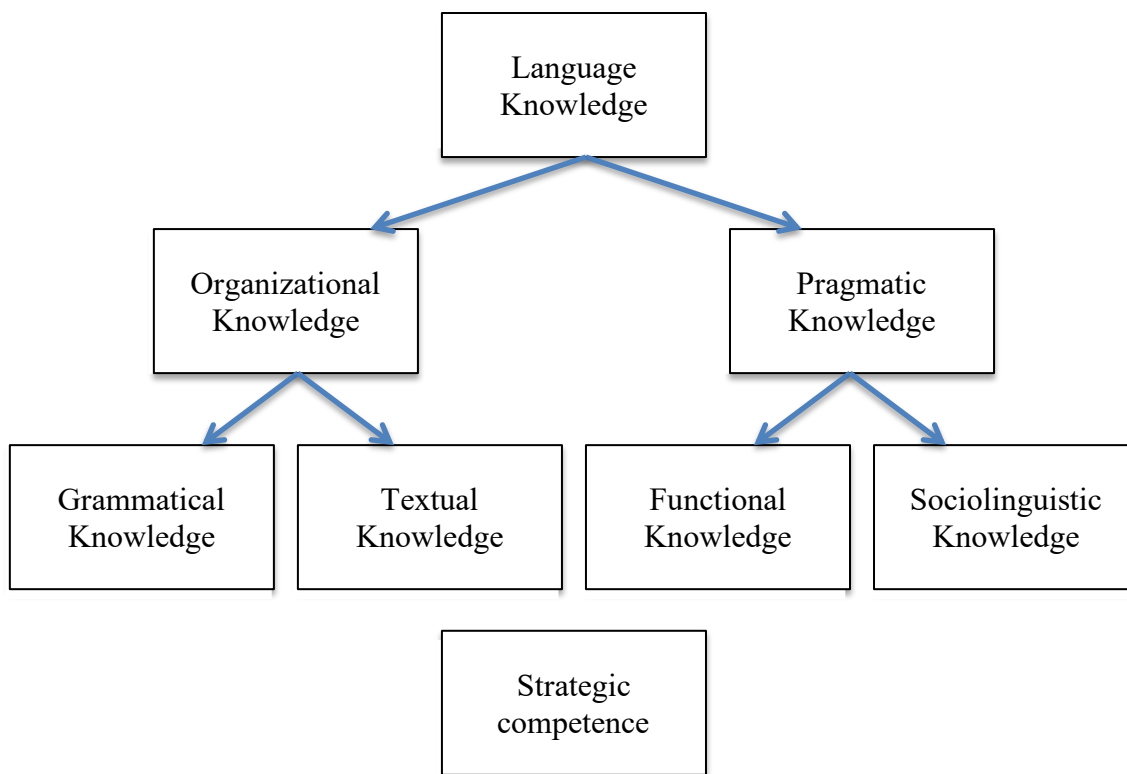 Language
Knowledge
Organizational
Knowledge
Pragmatic
Knowledge
Grammatical
Knowledge
Textual
Knowledge
Functional
Knowledge
Sociolinguistic
Knowledge
Strategic
competence